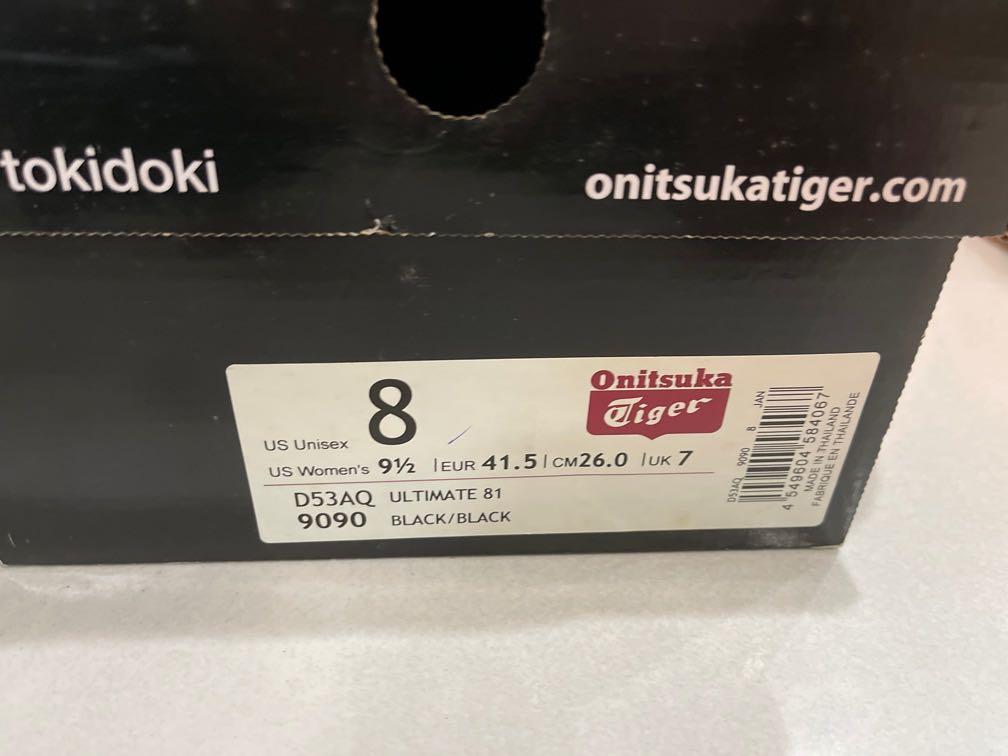 tokidoki
onitsukatiger.com
Onitsuka
Tiger
US Unisex 8
US Women's 9½ | EUR 41.5 | CM 26.0 | UK 7
D53AQ ULTIMATE 81
9090 BLACK/BLACK
D53AQ 9090 8 JAN
4 549604 584067
MADE IN THAILAND
FABRIQUE EN THAILANDE